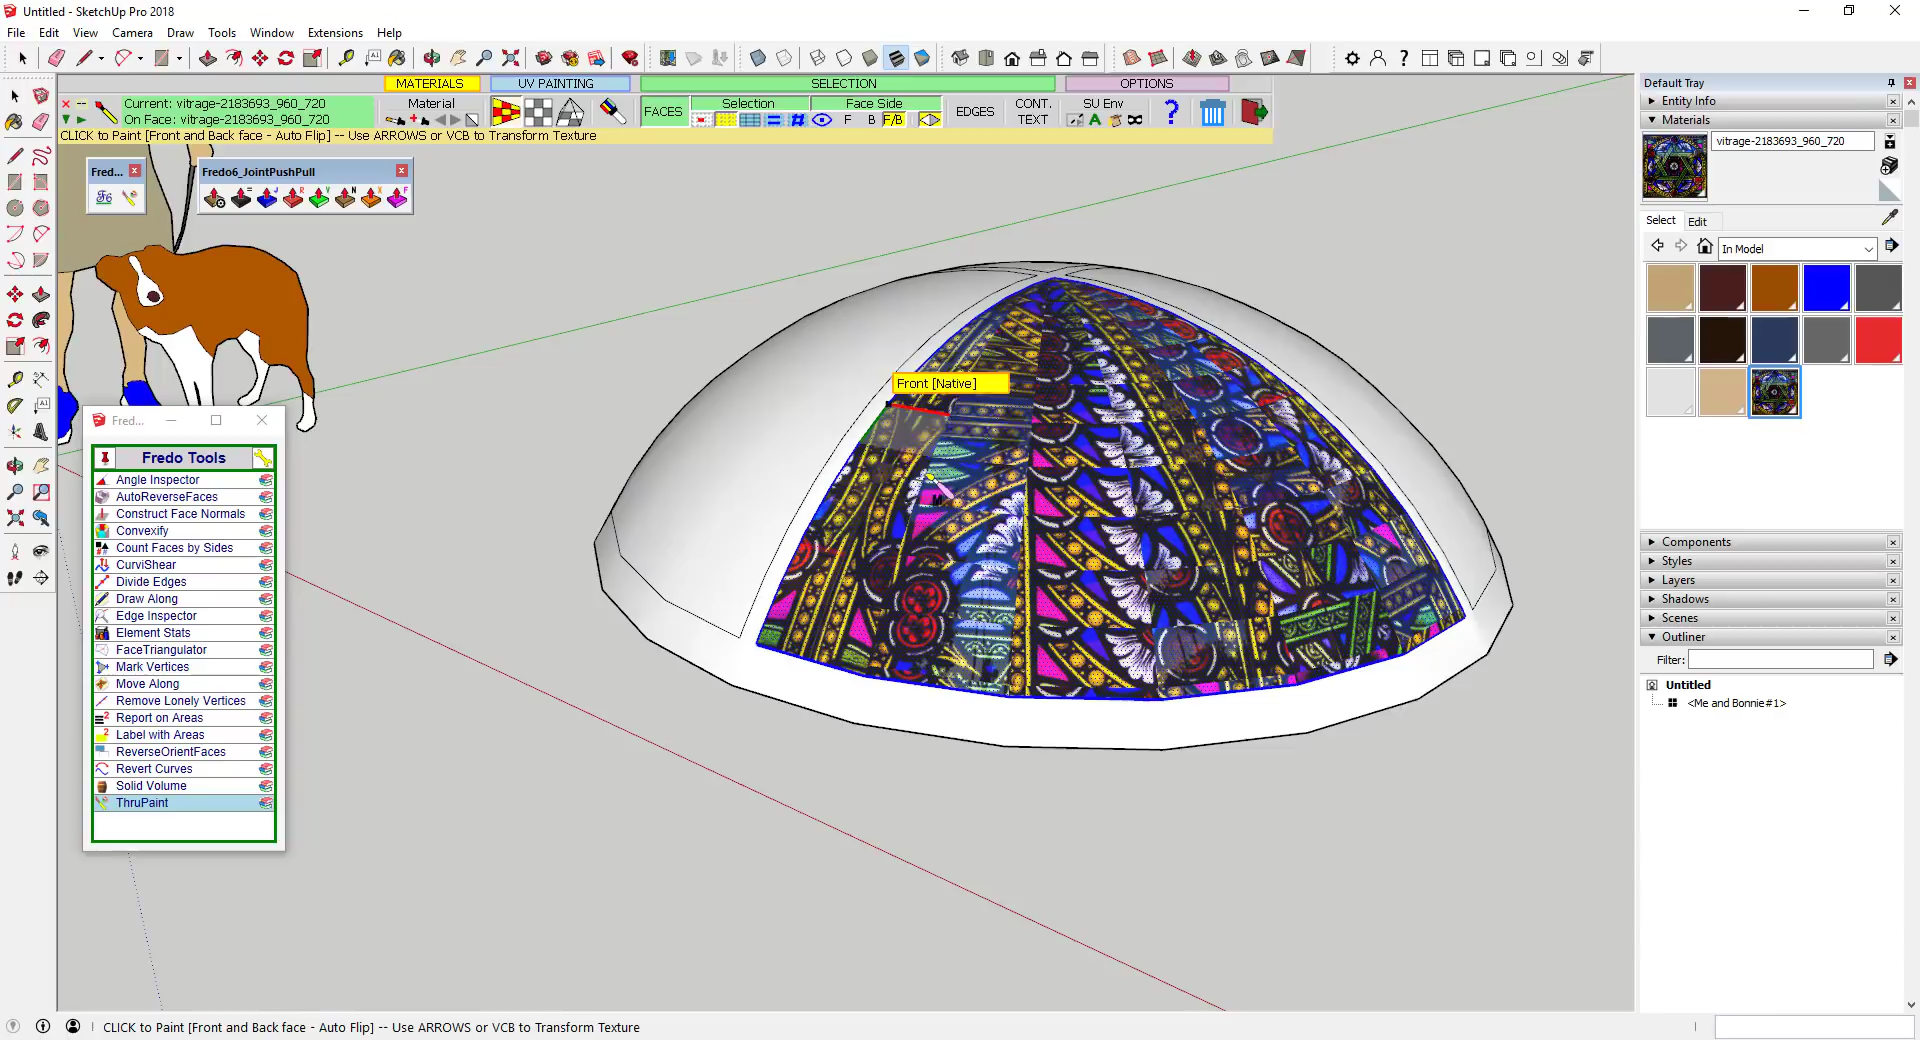 Untitled - SketchUp Pro 2018
File Edit View Camera Draw Tools Window Extensions Help
MATERIALS UV PAINTING SELECTION OPTIONS
Current: vitrage-2183693_960_720
On Face: vitrage-2183693_960_720
Material
FACES
Selection
Face Side
F B F/B
EDGES
CONT. TEXT
SU Env
CLICK to Paint [Front and Back face - Auto Flip] -- Use ARROWS or VCB to Transform Texture
Fred...
Fredo6_JointPushPull
Front [Native]
Fred...
Fredo Tools
Angle Inspector
AutoReverseFaces
Construct Face Normals
Convexify
Count Faces by Sides
CurviShear
Divide Edges
Draw Along
Edge Inspector
Element Stats
FaceTriangulator
Mark Vertices
Move Along
Remove Lonely Vertices
Report on Areas
Label with Areas
ReverseOrientFaces
Revert Curves
Solid Volume
ThruPaint
Default Tray
Entity Info
Materials
vitrage-2183693_960_720
Select Edit
In Model
Components
Styles
Layers
Shadows
Scenes
Outliner
Filter:
Untitled
<Me and Bonnie#1>
CLICK to Paint [Front and Back face - Auto Flip] -- Use ARROWS or VCB to Transform Texture